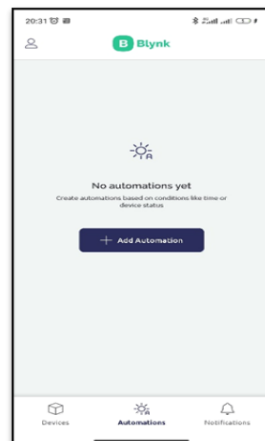 20:31
B Blynk
No automations yet
Create automations based on conditions like time or
device status
+ Add Automation
Devices Automations Notifications